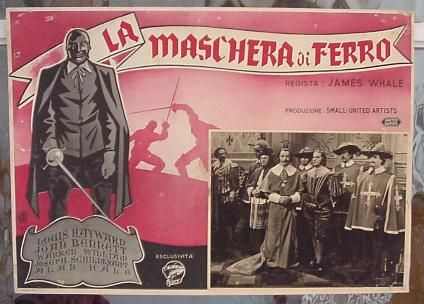 LA MASCHERA DI FERRO
REGISTA: JAMES WHALE
PRODUZIONE: SMALL-UNITED ARTISTS
LOUIS HAYWARD
JOAN BENNETT
WARREN WILLIAM
JOSEPH SCHILDKRAUT
ALAN HALE
ESCLUSIVITÀ